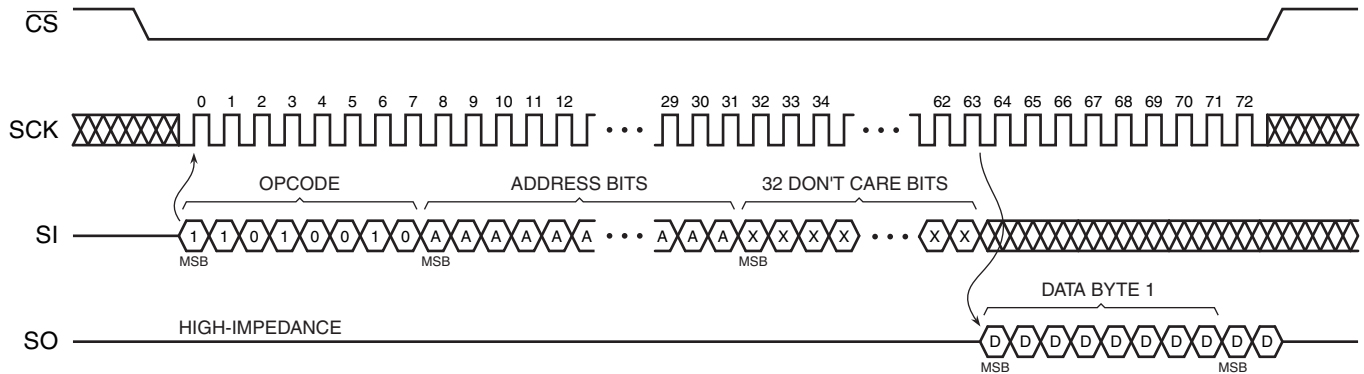 CS
0 1 2 3 4 5 6 7 8 9 10 11 12 29 30 31 32 33 34 62 63 64 65 66 67 68 69 70 71 72
SCK
OPCODE ADDRESS BITS 32 DON'T CARE BITS
SI 1 1 0 1 0 0 1 0 A A A A A A A A A X X X X X X
MSB MSB MSB
DATA BYTE 1
HIGH-IMPEDANCE
SO D D D D D D D D D D
MSB MSB